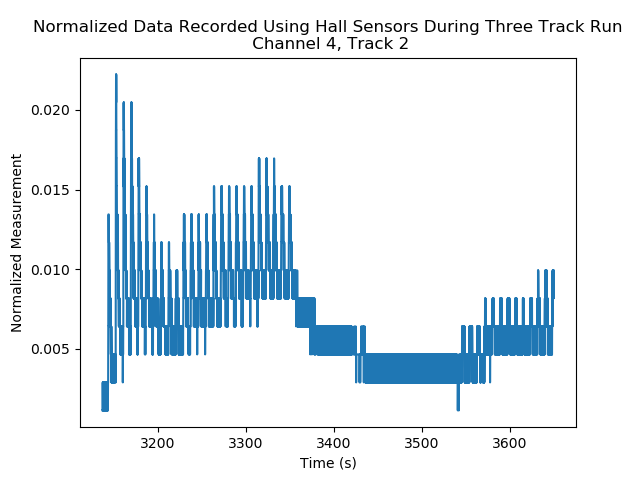 Normalized Data Recorded Using Hall Sensors During Three Track Run
Channel 4, Track 2
0.020
0.015
0.010
0.005
Normalized Measurement
3200 3300 3400 3500 3600
Time (s)